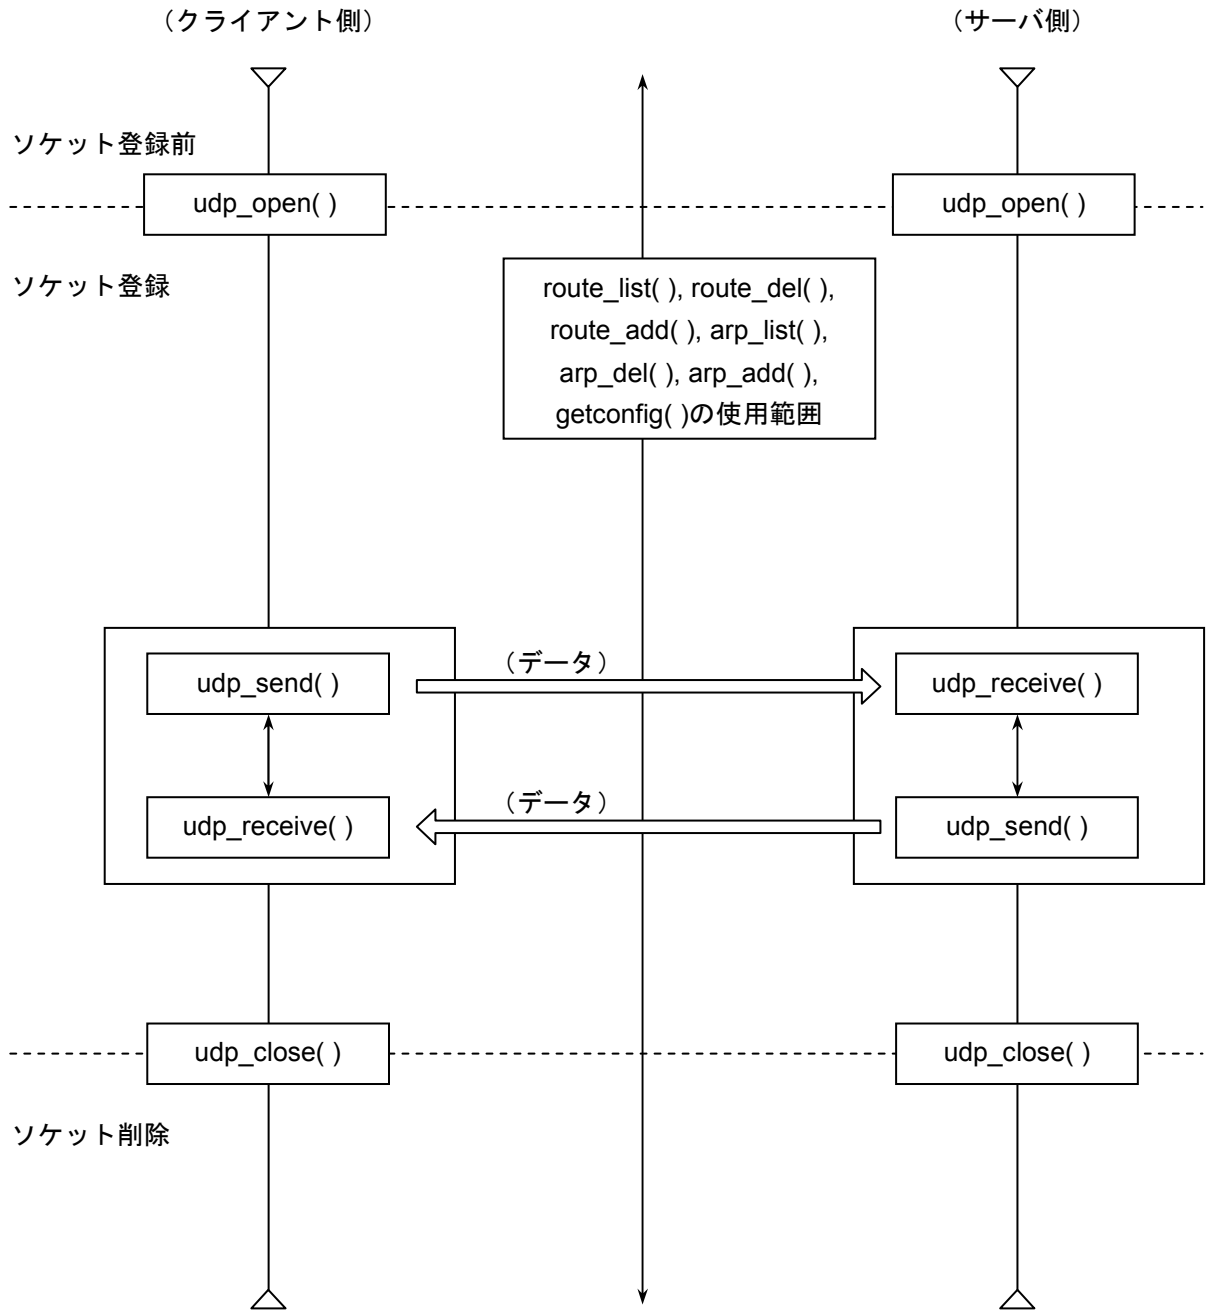 （クライアント側）
（サーバ側）
ソケット登録前
udp_open( )
udp_open( )
ソケット登録
route_list( ), route_del( ),
route_add( ), arp_list( ),
arp_del( ), arp_add( ),
getconfig( )の使用範囲
（データ）
udp_send( )
udp_receive( )
（データ）
udp_receive( )
udp_send( )
udp_close( )
udp_close( )
ソケット削除